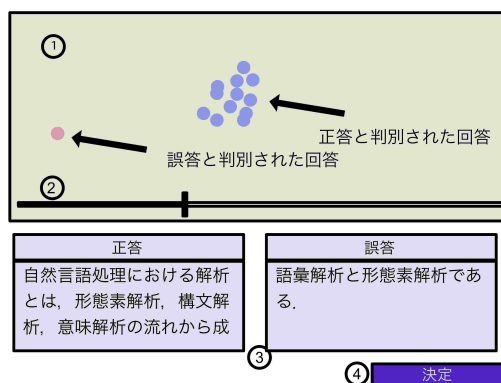 ①
正答と判別された回答
誤答と判別された回答
②
正答
自然言語処理における解析
とは，形態素解析，構文解
析，意味解析の流れから成
誤答
語彙解析と形態素解析であ
る．
③
④
決定